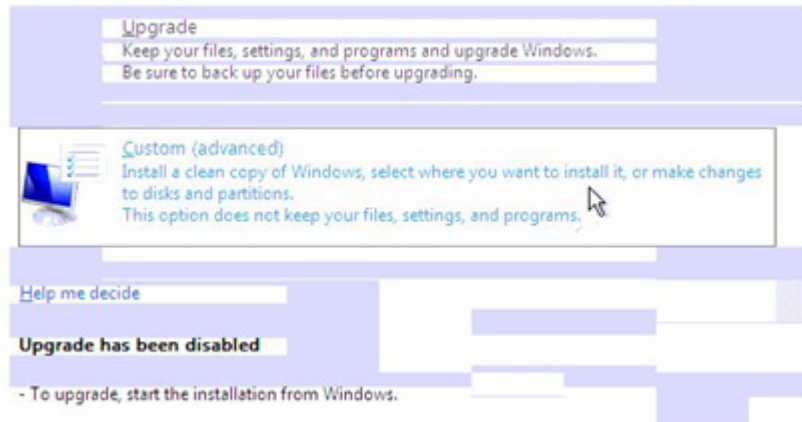 Upgrade
Keep your files, settings, and programs and upgrade Windows.
Be sure to back up your files before upgrading.
Custom (advanced)
Install a clean copy of Windows, select where you want to install it, or make changes
to disks and partitions.
This option does not keep your files, settings, and programs.
Help me decide
Upgrade has been disabled
- To upgrade, start the installation from Windows.